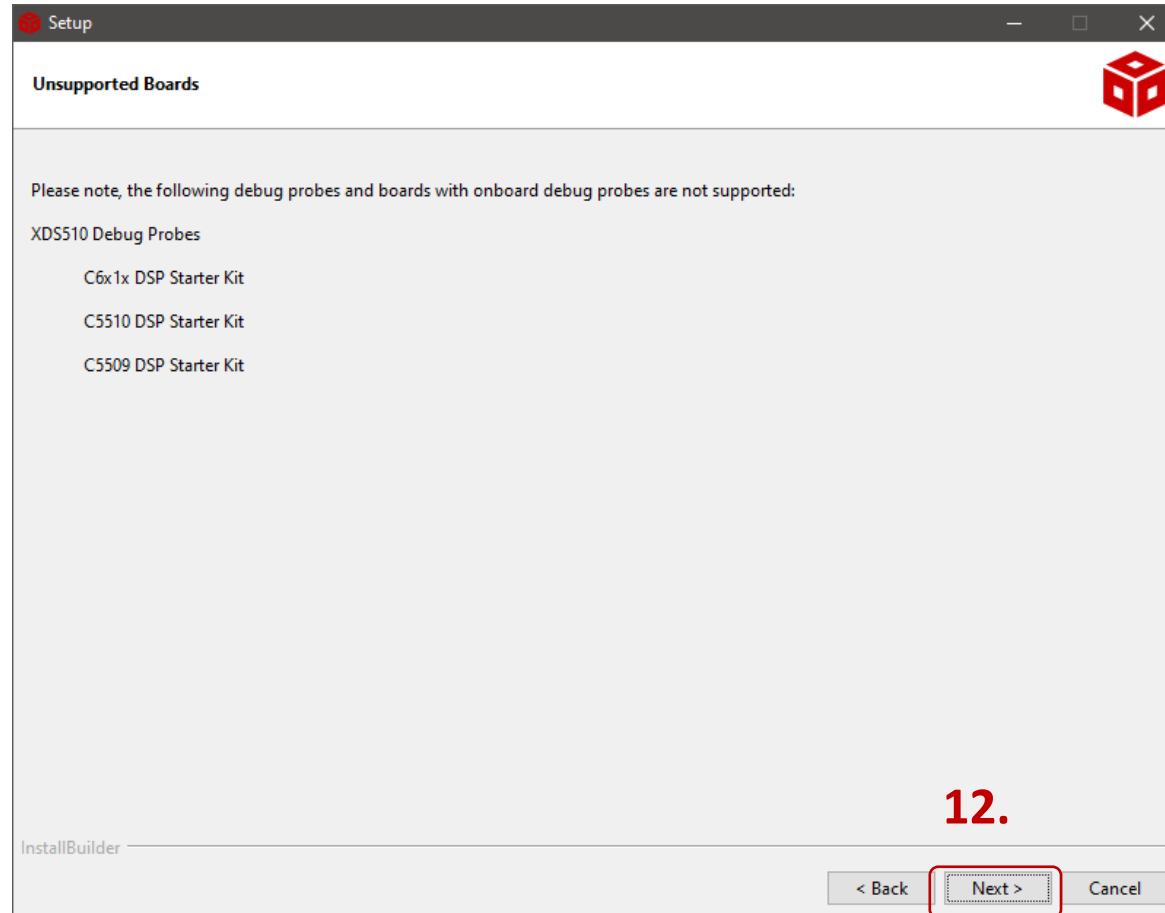 Setup
Unsupported Boards
Please note, the following debug probes and boards with onboard debug probes are not supported:
XDS510 Debug Probes
C6x1x DSP Starter Kit
C5510 DSP Starter Kit
C5509 DSP Starter Kit
12.
InstallBuilder
< Back Next > Cancel